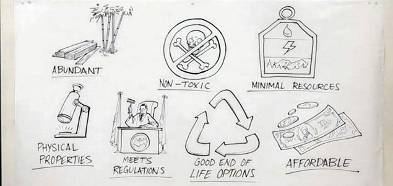 ABUNDANT
NON-TOXIC
MINIMAL RESOURCES
PHYSICAL
PROPERTIES
MEETS
REGULATIONS
GOOD END OF
LIFE OPTIONS
AFFORDABLE